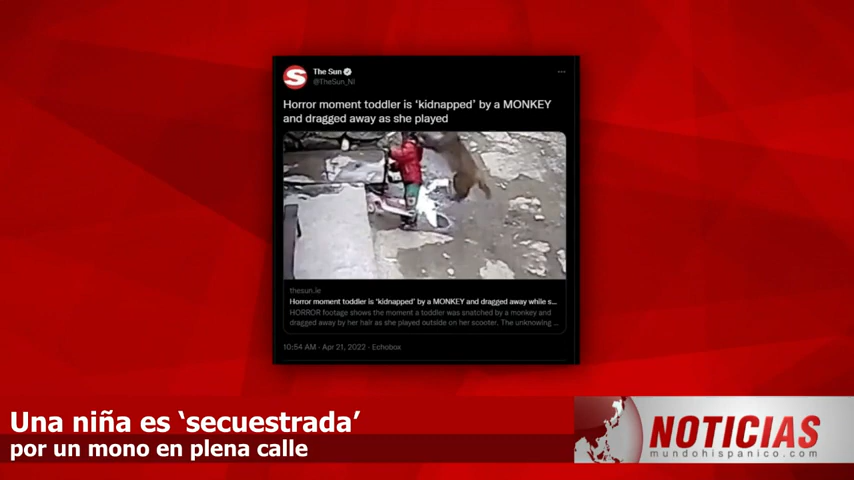 The Sun
@TheSun_NI
Horror moment toddler is ‘kidnapped’ by a MONKEY
and dragged away as she played
thesun.ie
Horror moment toddler is ‘kidnapped’ by a MONKEY and dragged away while s...
HORROR footage shows the moment a toddler was snatched by a monkey and
dragged away by her hair as she played outside on her scooter. The unknowing ...
10:54 AM · Apr 21, 2022 · Echobox
Una niña es ‘secuestrada’
por un mono en plena calle
NOTICIAS
mundohispanico.com